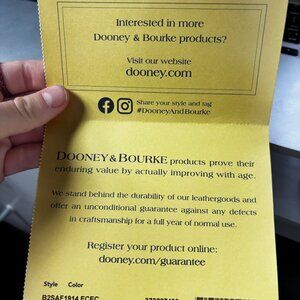 Interested in more
Dooney & Bourke products?
Visit our website
dooney.com
Share your style and tag
#DooneyAndBourke
DOONEY & BOURKE products prove their
enduring value by actually improving with age.
We stand behind the durability of our leathergoods and
offer an unconditional guarantee against any defects
in craftsmanship for a full year of normal use.
Register your product online:
dooney.com/guarantee
Style Color